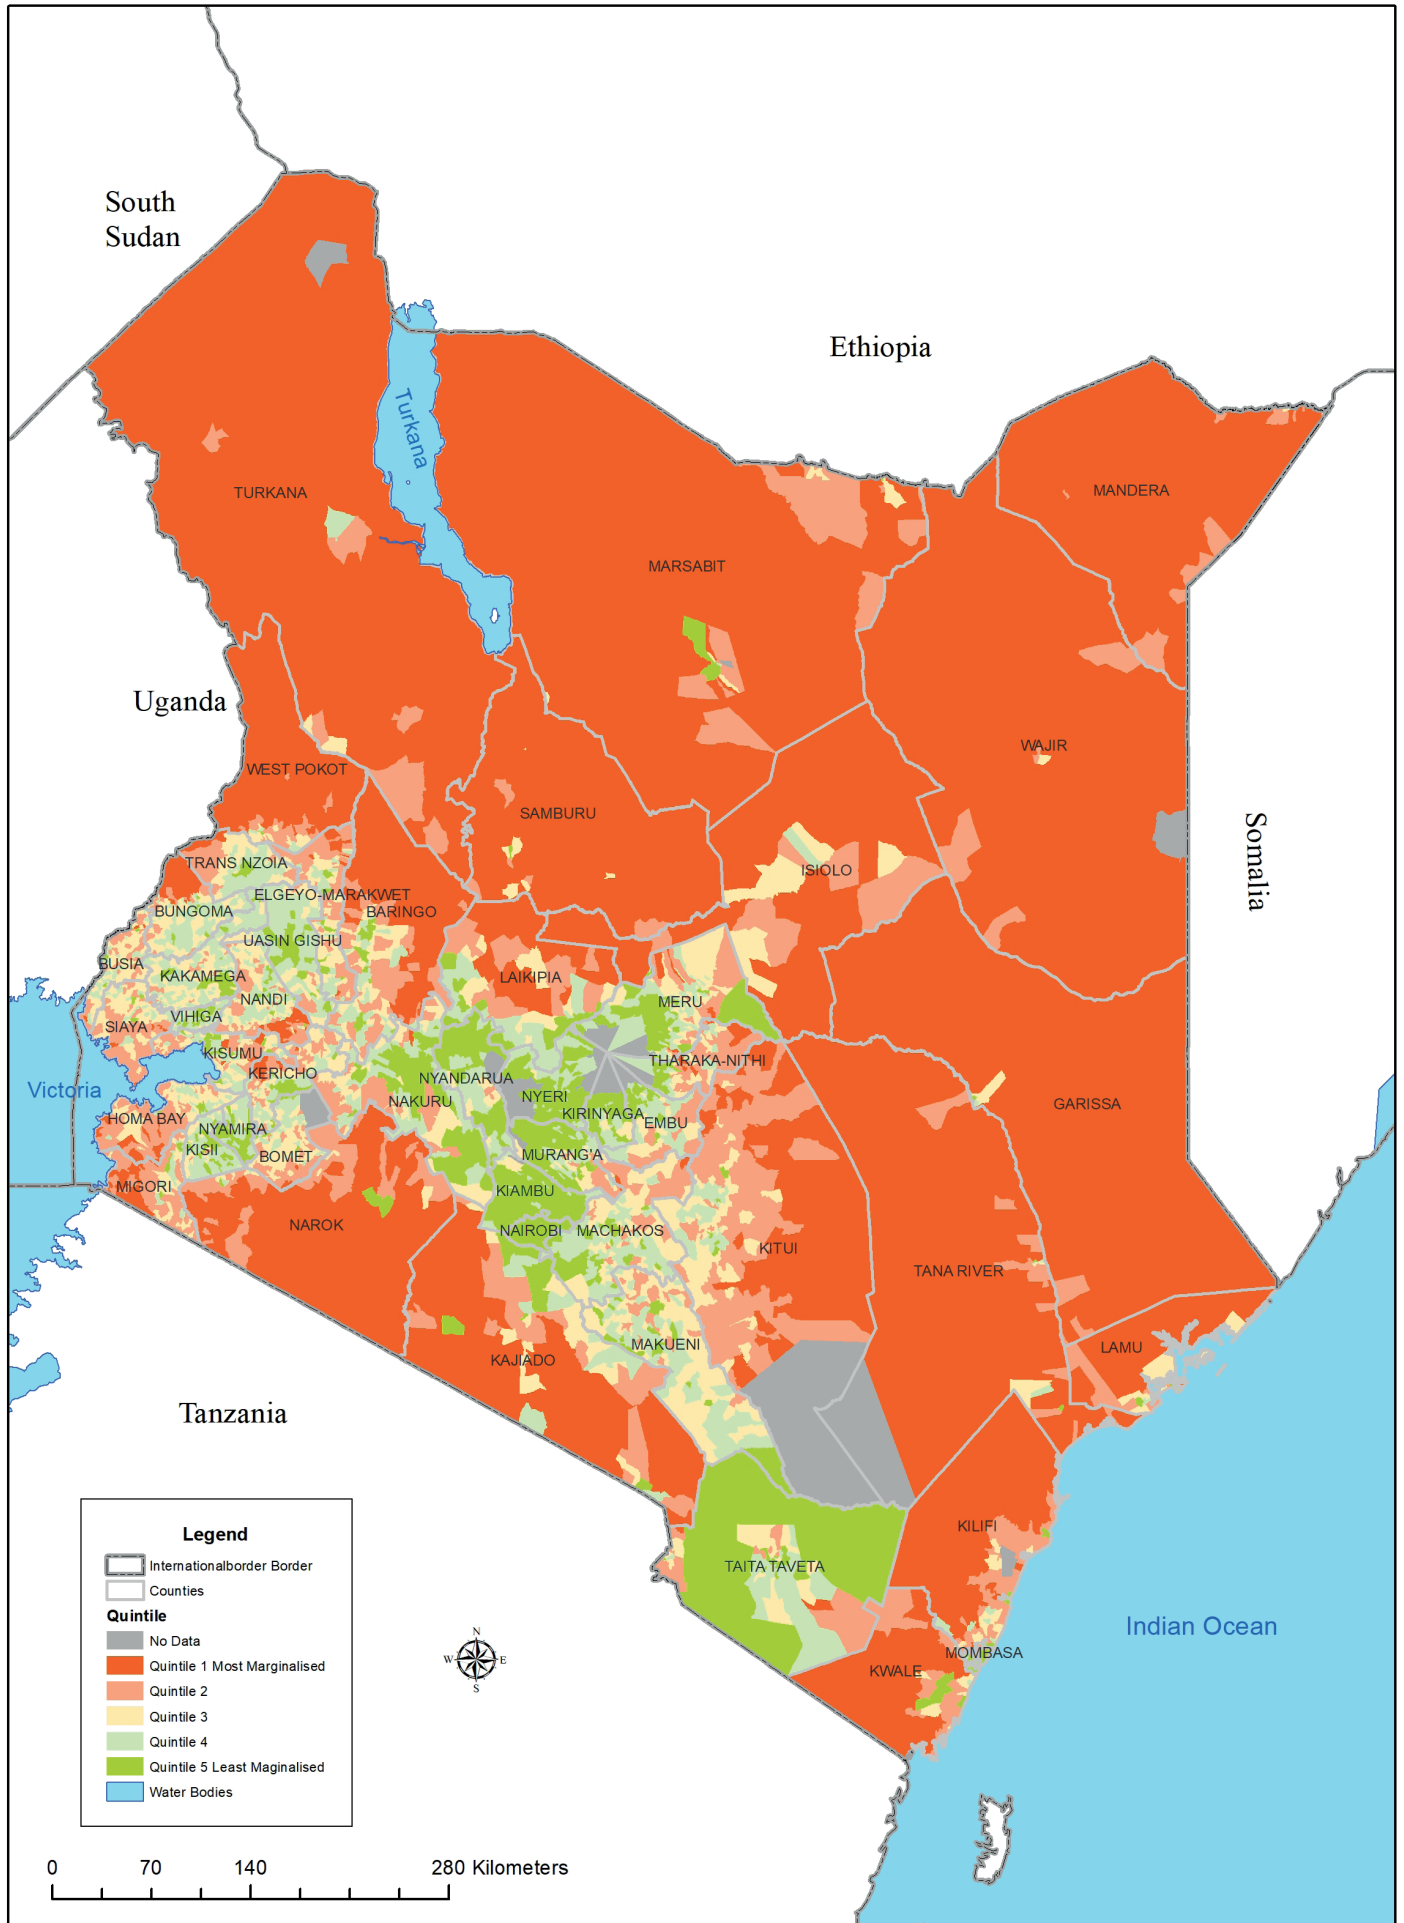 South
Sudan
Ethiopia
Turkana
TURKANA
MANDERA
MARSABIT
Uganda
WEST POKOT
WAJIR
SAMBURU
Somalia
TRANS NZOIA
ISIOLO
ELGEYO-MARAKWET
BUNGOMA
BARINGO
UASIN GISHU
BUSIA
KAKAMEGA
LAIKIPIA
NANDI
MERU
VIHIGA
SIAYA
KISUMU
THARAKA-NITHI
KERICHO
NYANDARUA
Victoria
NYERI
NAKURU
GARISSA
KIRINYAGA
HOMA BAY
EMBU
NYAMIRA
KISII
BOMET
MURANG'A
MIGORI
KIAMBU
NAROK
NAIROBI
MACHAKOS
KITUI
TANA RIVER
MAKUENI
LAMU
KAJIADO
Tanzania
KILIFI
TAITA TAVETA
Indian Ocean
MOMBASA
KWALE
Legend
Internationalborder Border
Counties
Quintile
No Data
Quintile 1 Most Marginalised
Quintile 2
Quintile 3
Quintile 4
Quintile 5 Least Maginalised
Water Bodies
N
W E
S
0 70 140 280 Kilometers